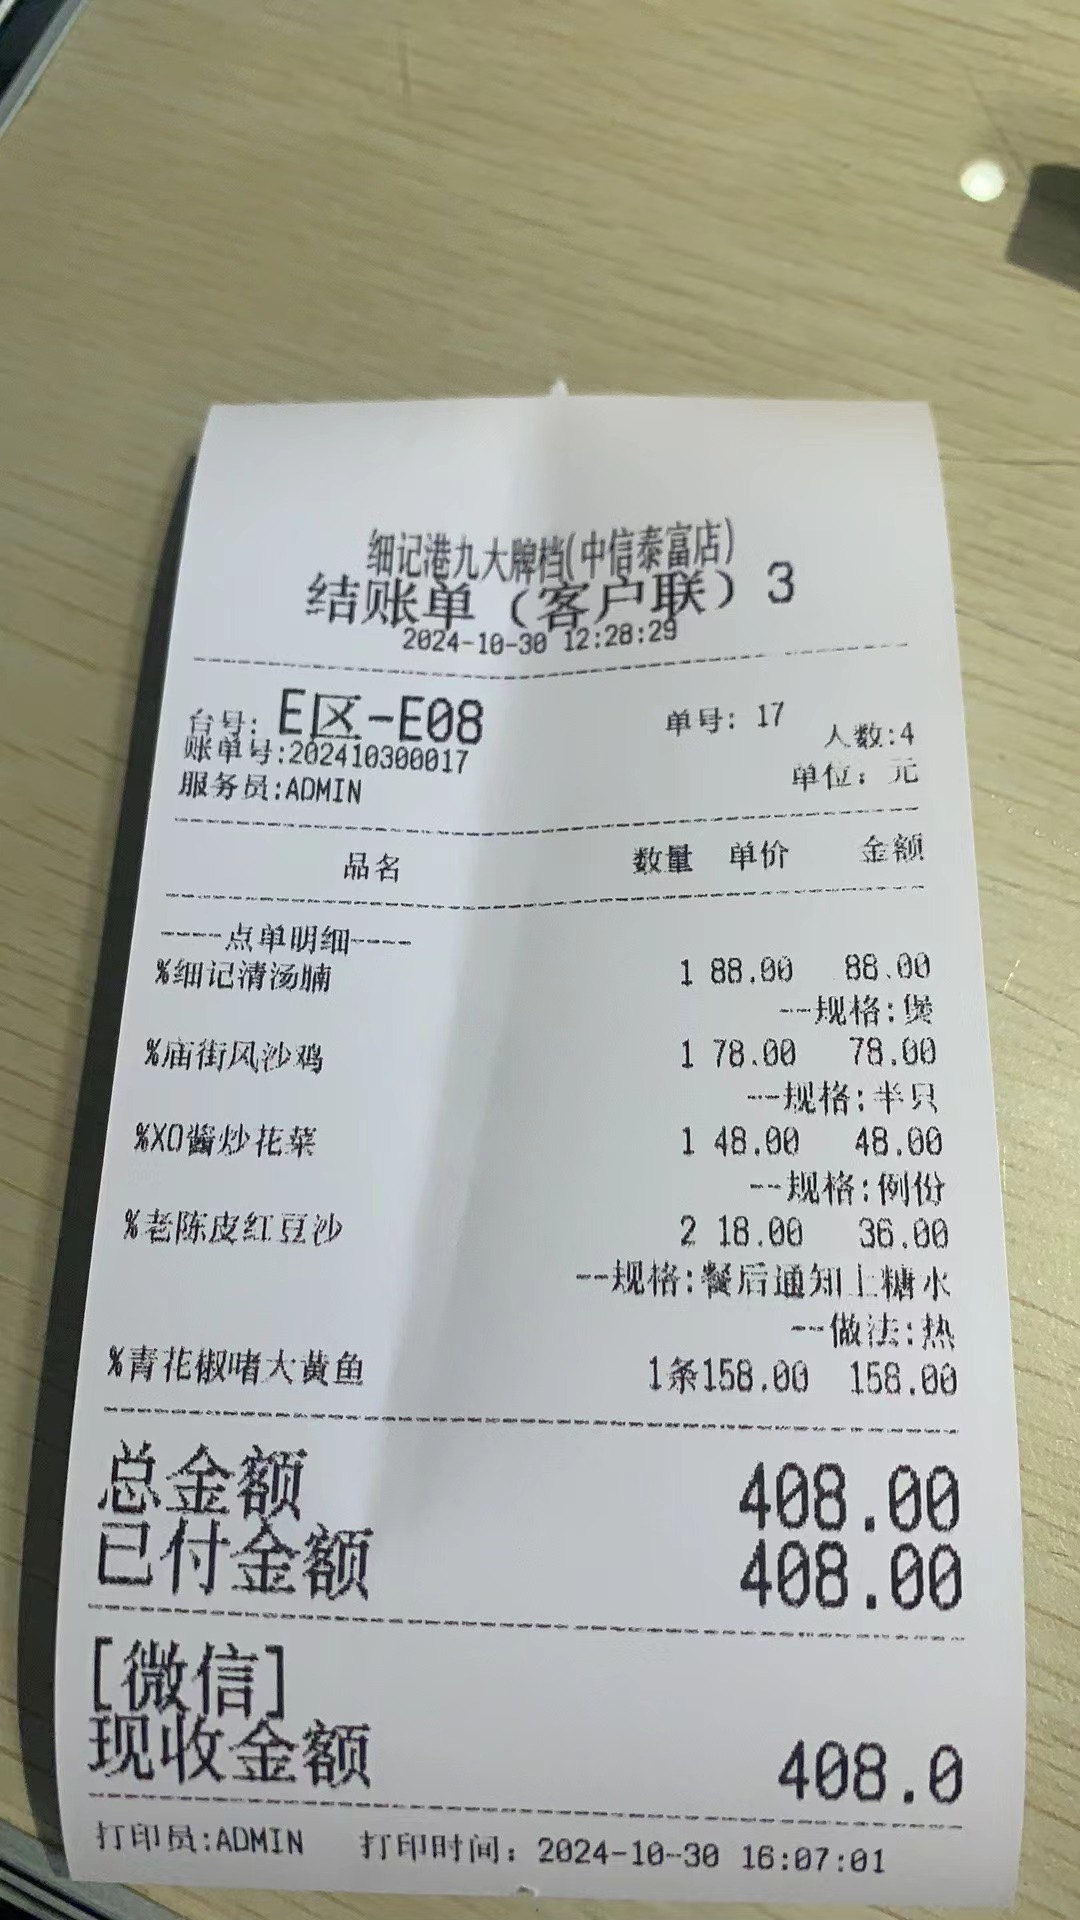 细记港九大牌档(中信泰富店)
结账单（客户联）3
2024-10-30 12:28:29
台号: E区-E08 单号: 17
人数:4
账单号:202410300017
服务员:ADMIN 单位: 元
品名 数量 单价 金额
----点单明细----
%细记清汤腩 1 88.00 88.00
--规格:煲
%庙街风沙鸡 1 78.00 78.00
--规格:半只
%XO酱炒花菜 1 48.00 48.00
--规格:例份
%老陈皮红豆沙 2 18.00 36.00
--规格:餐后通知上糖水
--做法:热
%青花椒啫大黄鱼 1条158.00 158.00
总金额 408.00
已付金额 408.00
[微信]
现收金额 408.0
打印员:ADMIN 打印时间: 2024-10-30 16:07:01